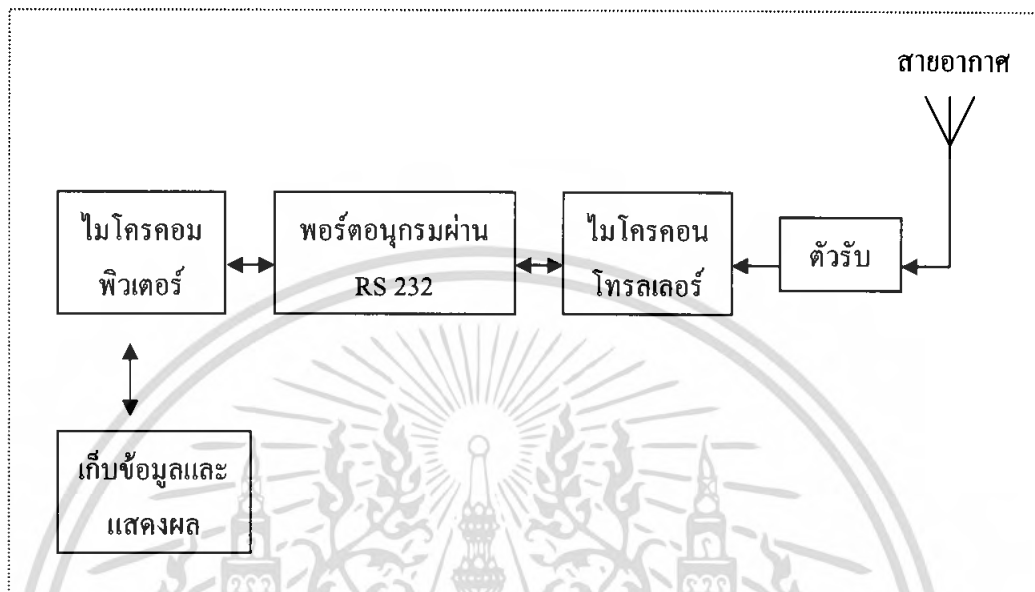 สายอากาศ
ไมโครคอม
พิวเตอร์
พอร์ตอนุกรมผ่าน
RS 232
ไมโครคอน
โทรลเลอร์
ตัวรับ
เก็บข้อมูลและ
แสดงผล